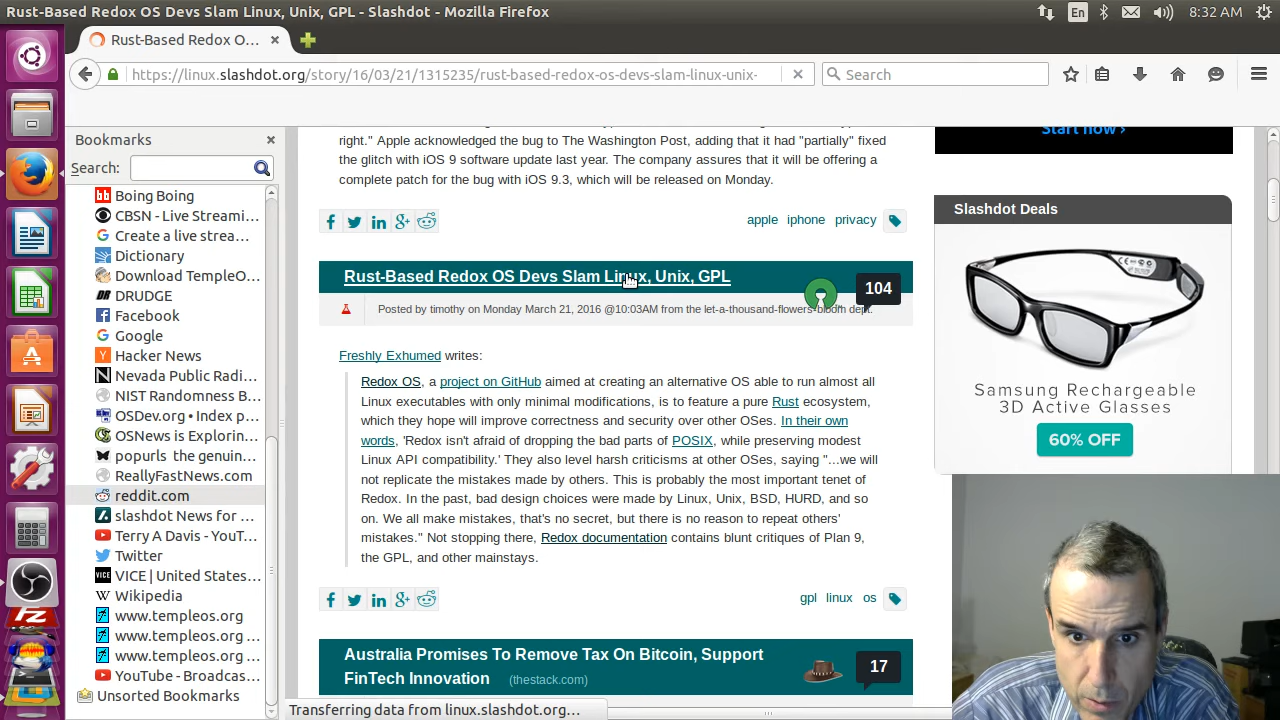 Rust-Based Redox OS Devs Slam Linux, Unix, GPL - Slashdot - Mozilla Firefox
En
8:32 AM
Rust-Based Redox O…
https://linux.slashdot.org/story/16/03/21/1315235/rust-based-redox-os-devs-slam-linux-unix-
Search
Bookmarks
Search:
Boing Boing
CBSN - Live Streami…
Create a live strea…
Dictionary
Download TempleO…
DRUDGE
Facebook
Google
Hacker News
Nevada Public Radi…
NIST Randomness B…
OSDev.org • Index p…
OSNews is Explorin…
popurls the genuin…
ReallyFastNews.com
reddit.com
slashdot News for …
Terry A Davis - YouT…
Twitter
VICE | United States…
Wikipedia
www.templeos.org
www.templeos.org …
www.templeos.org …
YouTube - Broadcas…
Unsorted Bookmarks
right." Apple acknowledged the bug to The Washington Post, adding that it had "partially" fixed
the glitch with iOS 9 software update last year. The company assures that it will be offering a
complete patch for the bug with iOS 9.3, which will be released on Monday.
apple iphone privacy
Rust-Based Redox OS Devs Slam Linux, Unix, GPL
104
Posted by timothy on Monday March 21, 2016 @10:03AM from the let-a-thousand-flowers-bloom dept.
Freshly Exhumed writes:
Redox OS, a project on GitHub aimed at creating an alternative OS able to run almost all
Linux executables with only minimal modifications, is to feature a pure Rust ecosystem,
which they hope will improve correctness and security over other OSes. In their own
words, 'Redox isn't afraid of dropping the bad parts of POSIX, while preserving modest
Linux API compatibility.' They also level harsh criticisms at other OSes, saying "...we will
not replicate the mistakes made by others. This is probably the most important tenet of
Redox. In the past, bad design choices were made by Linux, Unix, BSD, HURD, and so
on. We all make mistakes, that's no secret, but there is no reason to repeat others'
mistakes." Not stopping there, Redox documentation contains blunt critiques of Plan 9,
the GPL, and other mainstays.
gpl linux os
Australia Promises To Remove Tax On Bitcoin, Support
FinTech Innovation (thestack.com)
17
Transferring data from linux.slashdot.org…
Start now ›
Slashdot Deals
Samsung Rechargeable
3D Active Glasses
60% OFF